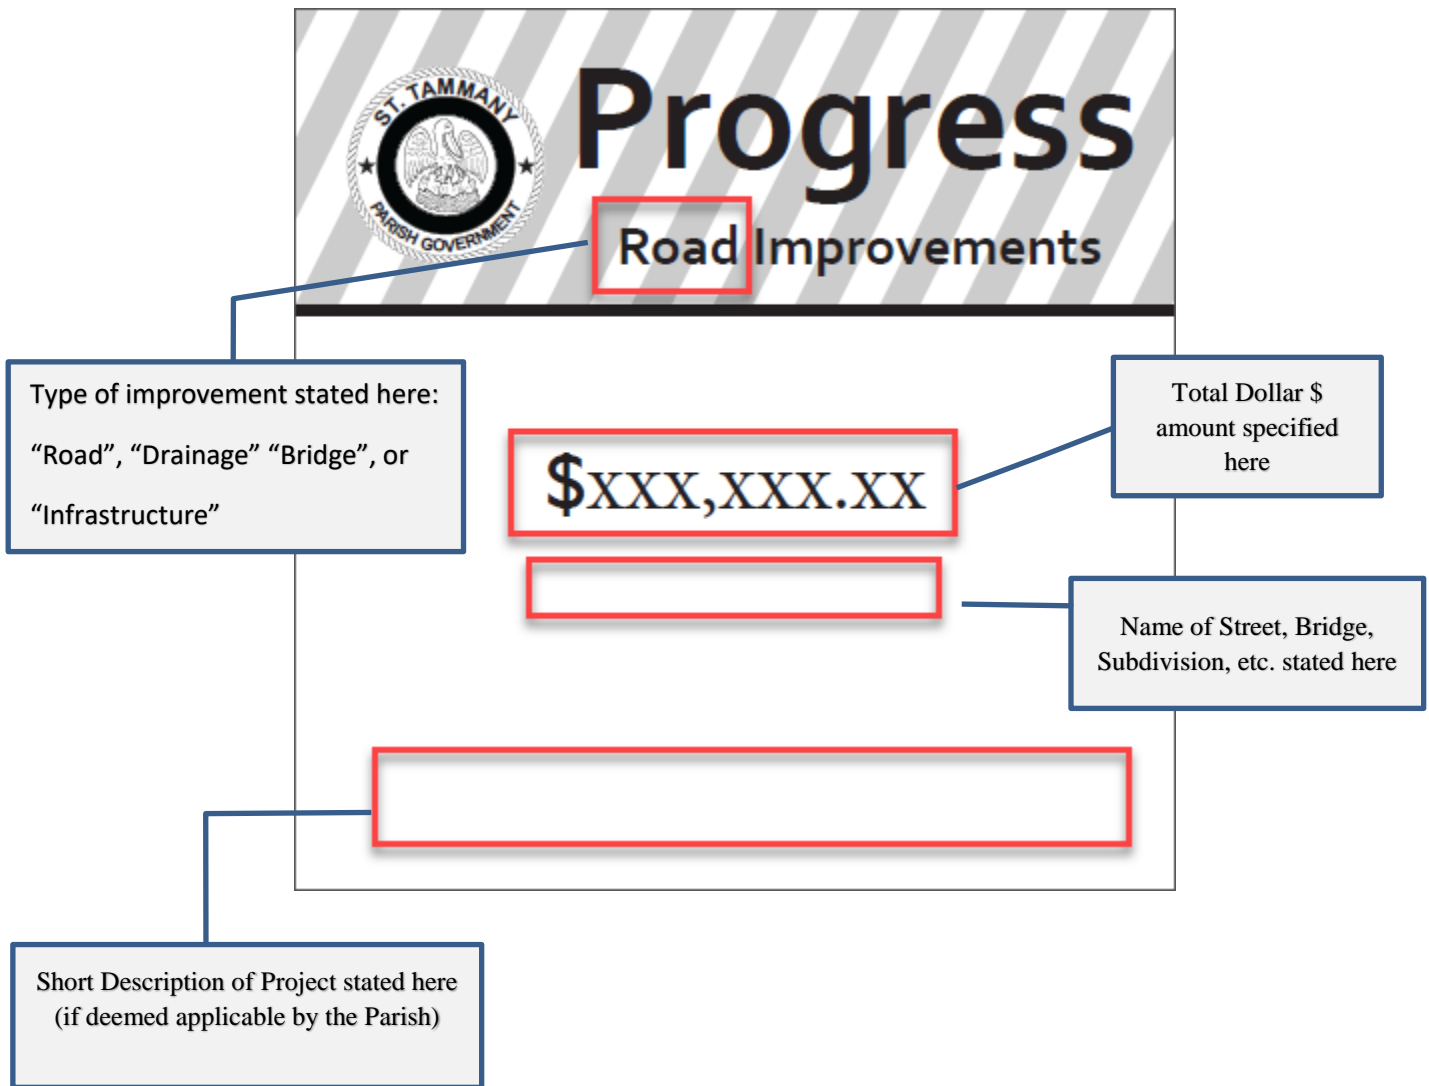 ST. TAMMANY
PARISH GOVERNMENT
Progress
Road Improvements
Type of improvement stated here:
“Road”, “Drainage” “Bridge”, or
“Infrastructure”
Total Dollar $
amount specified
here
$xxx,xxx.xx
Name of Street, Bridge,
Subdivision, etc. stated here
Short Description of Project stated here
(if deemed applicable by the Parish)